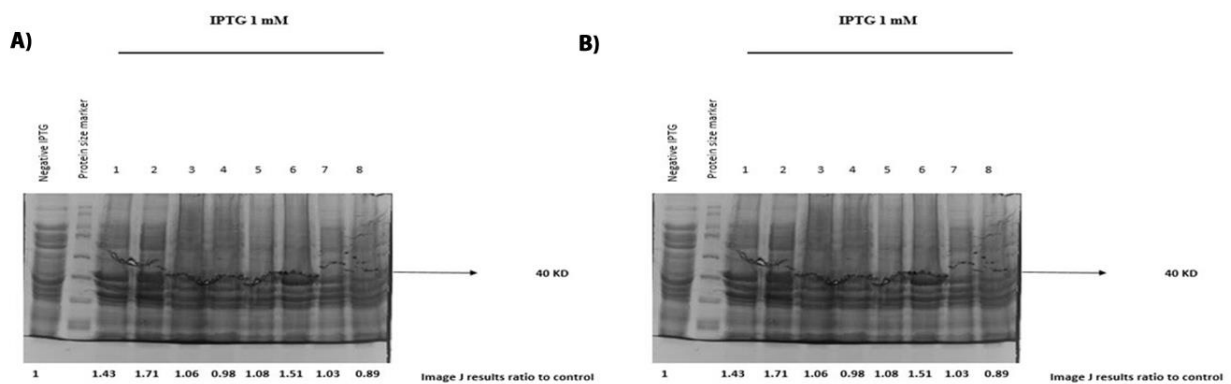 A)
IPTG 1 mM
Negative IPTG
Protein size marker
1 2 3 4 5 6 7 8
40 KD
1 1.43 1.71 1.06 0.98 1.08 1.51 1.03 0.89 Image J results ratio to control
B)
IPTG 1 mM
Negative IPTG
Protein size marker
1 2 3 4 5 6 7 8
40 KD
1 1.43 1.71 1.06 0.98 1.08 1.51 1.03 0.89 Image J results ratio to control